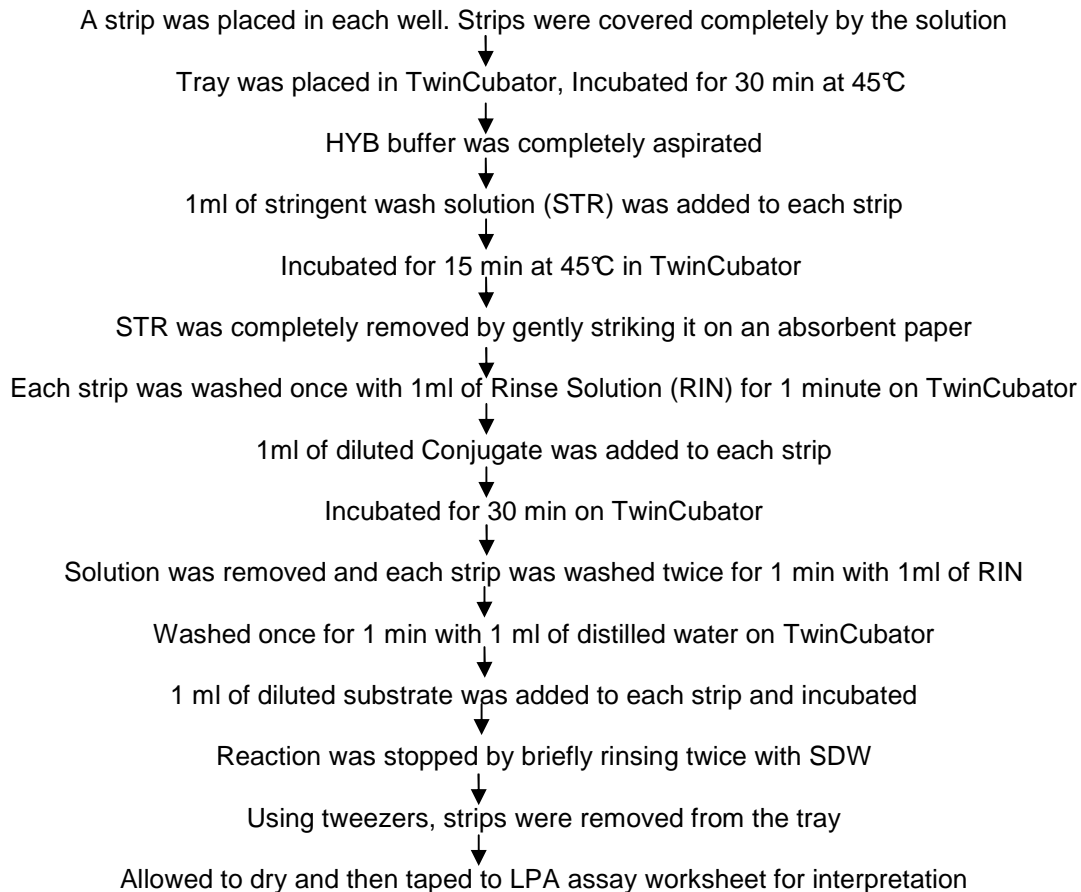 A strip was placed in each well. Strips were covered completely by the solution
Tray was placed in TwinCubator, Incubated for 30 min at 45°C
HYB buffer was completely aspirated
1ml of stringent wash solution (STR) was added to each strip
Incubated for 15 min at 45°C in TwinCubator
STR was completely removed by gently striking it on an absorbent paper
Each strip was washed once with 1ml of Rinse Solution (RIN) for 1 minute on TwinCubator
1ml of diluted Conjugate was added to each strip
Incubated for 30 min on TwinCubator
Solution was removed and each strip was washed twice for 1 min with 1ml of RIN
Washed once for 1 min with 1 ml of distilled water on TwinCubator
1 ml of diluted substrate was added to each strip and incubated
Reaction was stopped by briefly rinsing twice with SDW
Using tweezers, strips were removed from the tray
Allowed to dry and then taped to LPA assay worksheet for interpretation